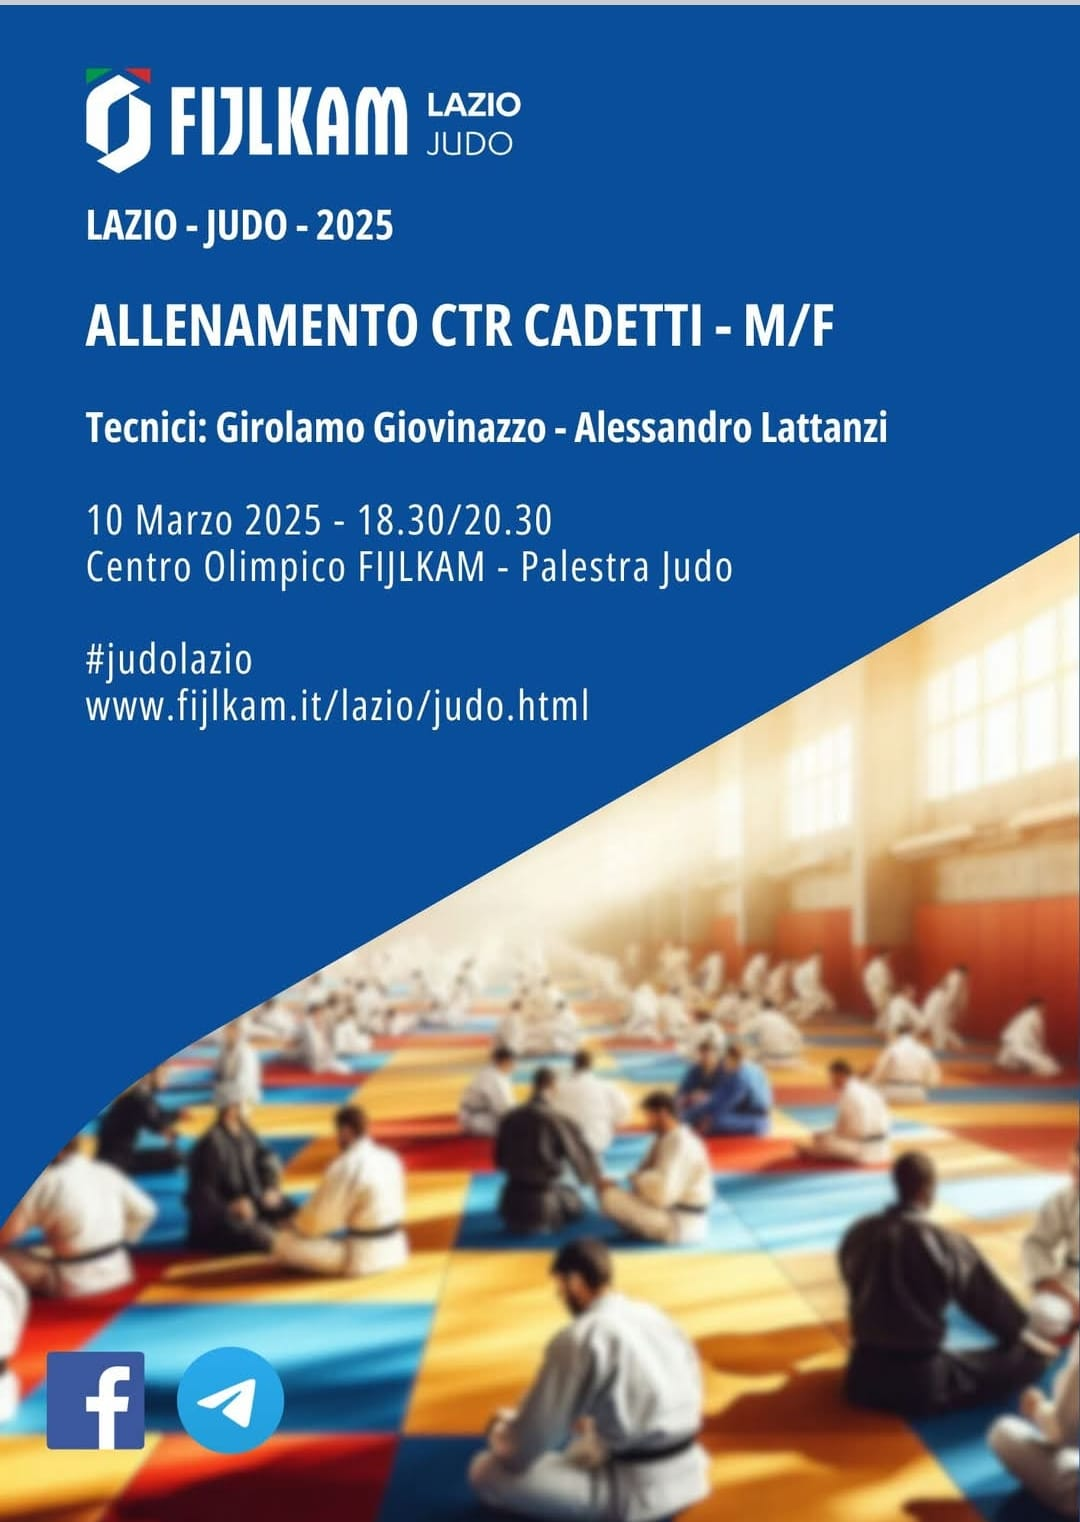 FIJLKAM LAZIO
JUDO
LAZIO - JUDO - 2025
ALLENAMENTO CTR CADETTI - M/F
Tecnici: Girolamo Giovinazzo - Alessandro Lattanzi
10 Marzo 2025 - 18.30/20.30
Centro Olimpico FIJLKAM - Palestra Judo
#judolazio
www.fijlkam.it/lazio/judo.html